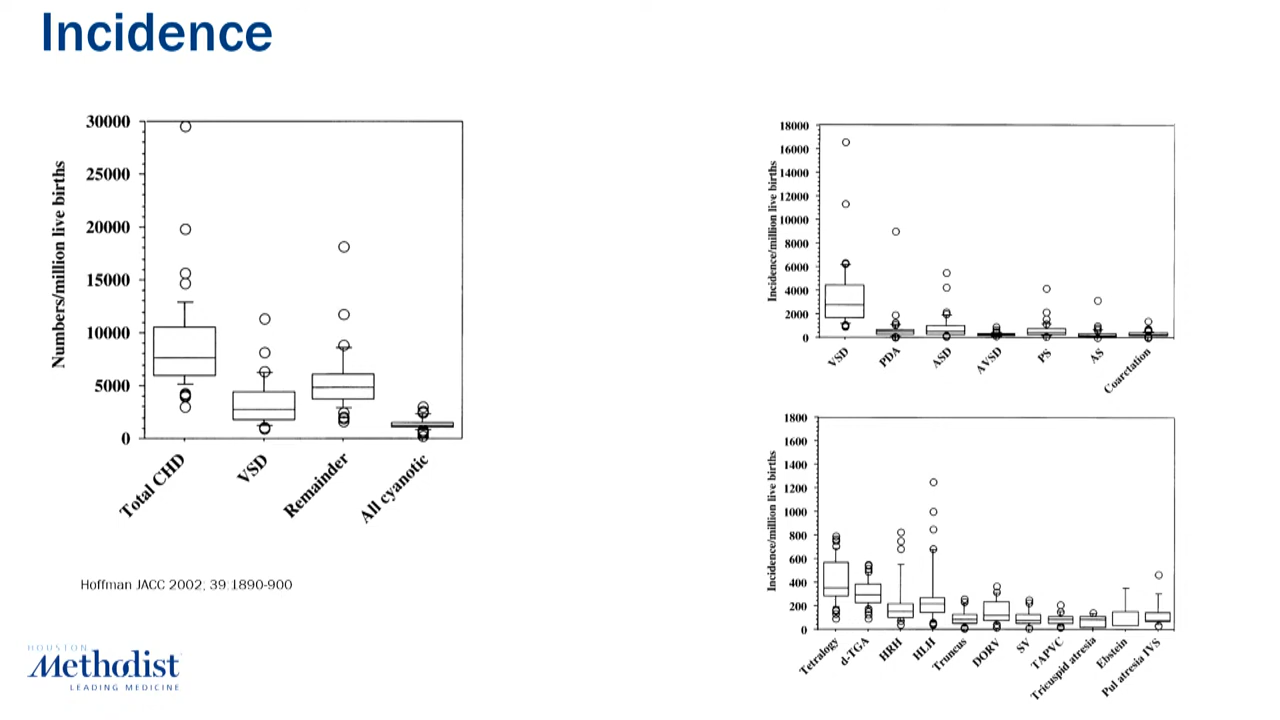 Incidence
Numbers/million live births
30000
25000
20000
15000
10000
5000
0
Total CHD
VSD
Remainder
All cyanotic
Incidence/million live births
18000
16000
14000
12000
10000
8000
6000
4000
2000
0
VSD
PDA
ASD
AVSD
PS
AS
Coarctation
Incidence/million live births
1800
1600
1400
1200
1000
800
600
400
200
0
Tetralogy
d-TGA
HRH
HLH
Truncus
DORV
SV
TAPVC
Tricuspid atresia
Ebstein
Pul atresia IVS
Hoffman JACC 2002; 39:1890-900
HOUSTON
Methodist
LEADING MEDICINE